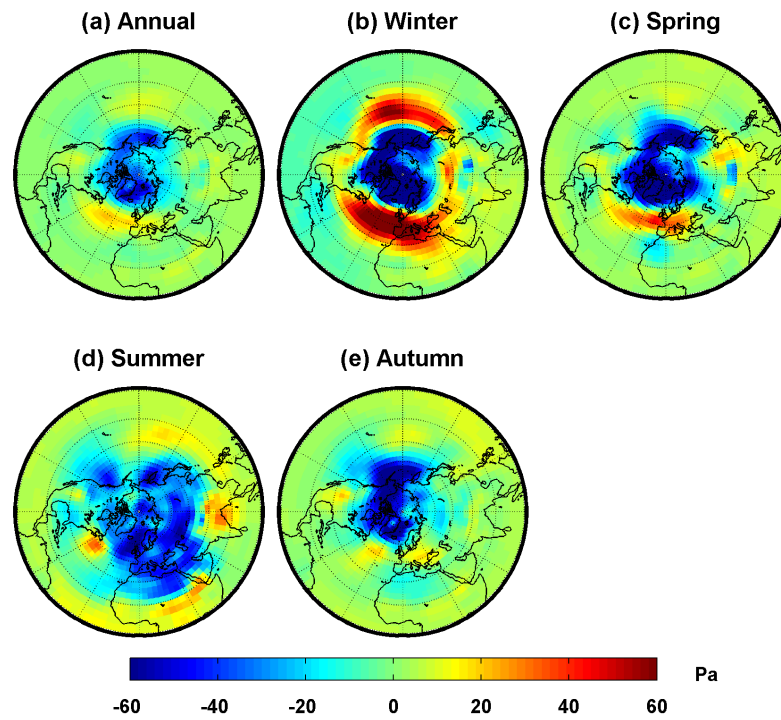 (a) Annual
(b) Winter
(c) Spring
(d) Summer
(e) Autumn
Pa
-60 -40 -20 0 20 40 60